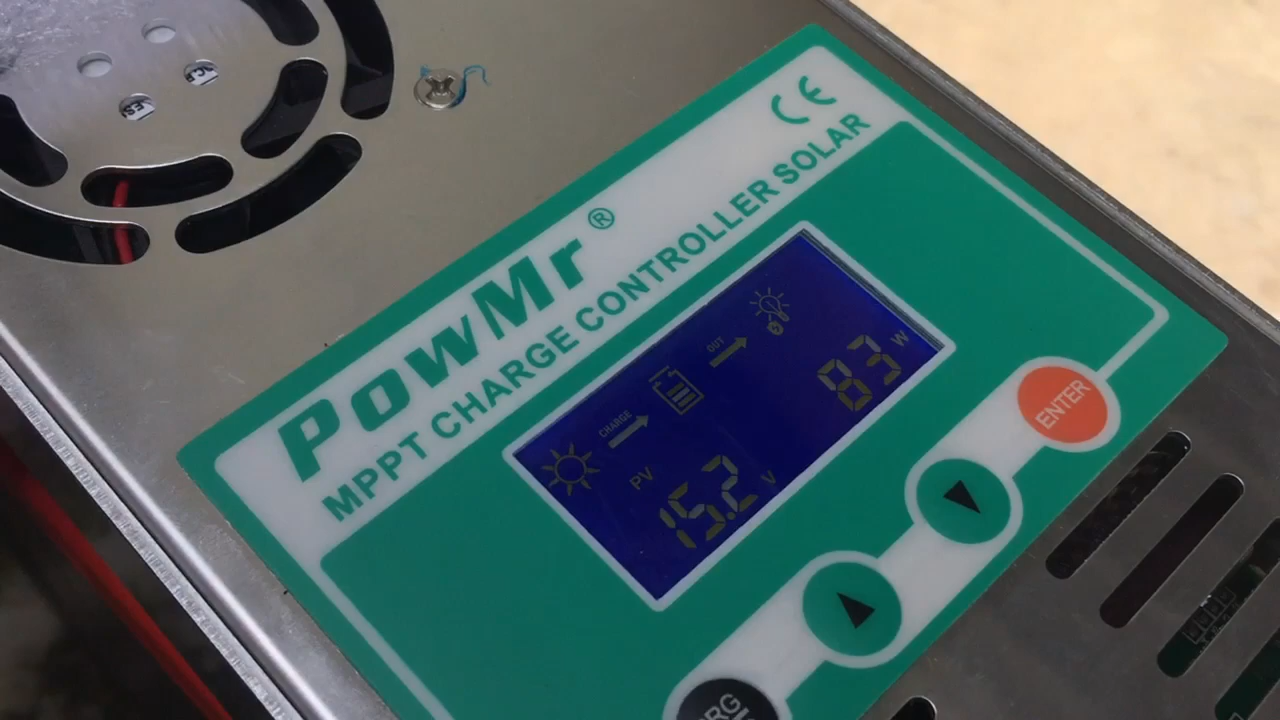 CE
PowMr®
MPPT CHARGE CONTROLLER SOLAR
CHARGE
OUT
PV
15.2 V
83 W
ENTER